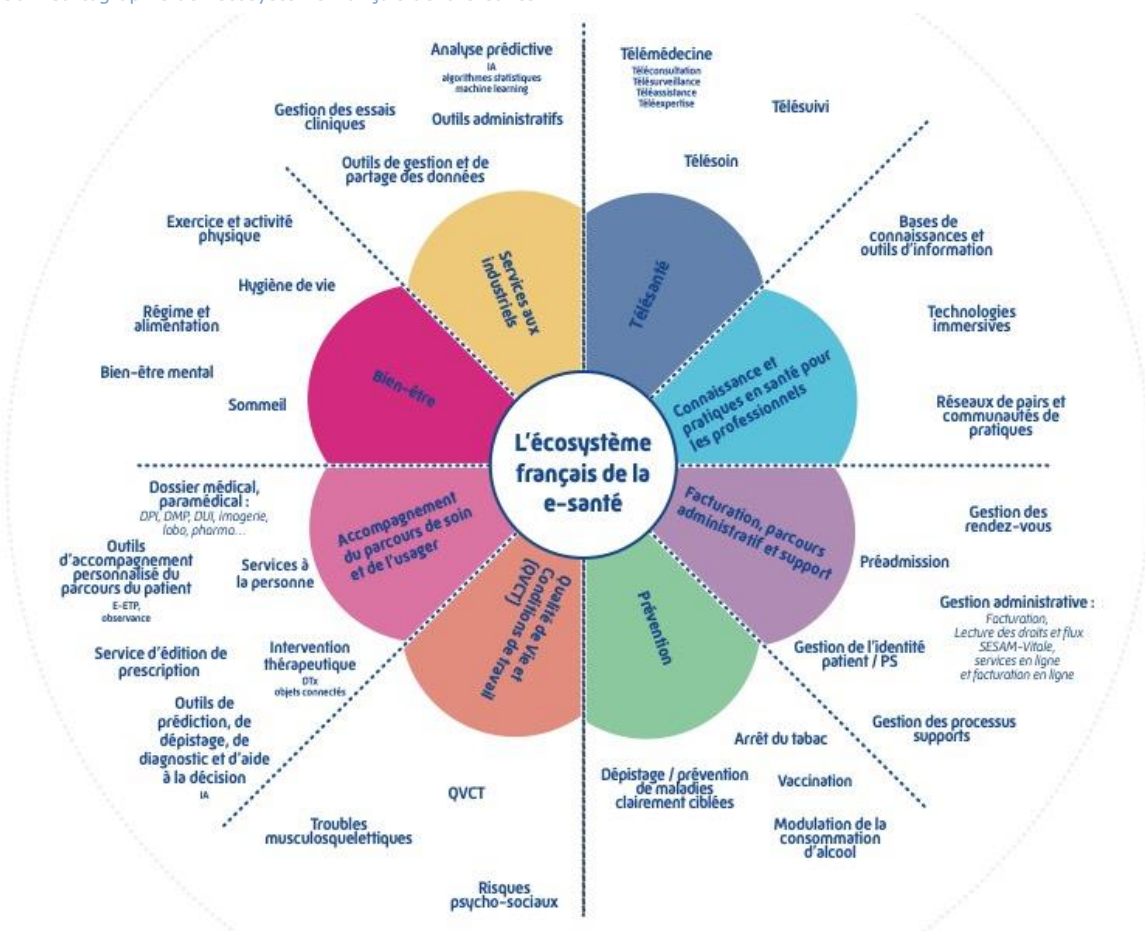 Analyse prédictive
IA
algorithmes statistiques
machine learning
Gestion des essais
cliniques
Outils administratifs
Outils de gestion et de
partage des données
Services aux
industriels
Télémédecine
Téléconsultation
Télésurveillance
Téléassistance
Téléexpertise
Télésuivi
Télésoin
Télésanté
Bases de
connaissances et
outils d'information
Technologies
immersives
Réseaux de pairs et
communautés de
pratiques
Connaissance et
pratiques en santé pour
les professionnels
Exercice et activité
physique
Hygiène de vie
Régime et
alimentation
Bien-être mental
Sommeil
Bien-être
L'écosystème
français de la
e-santé
Facturation, parcours
administratif et support
Gestion des
rendez-vous
Préadmission
Gestion administrative :
Facturation,
Lecture des droits et flux
SESAM-Vitale,
services en ligne
et facturation en ligne
Gestion de l'identité
patient / PS
Gestion des processus
supports
Prévention
Arrêt du tabac
Dépistage / prévention
de maladies
clairement ciblées
Vaccination
Modulation de la
consommation
d'alcool
Qualité de Vie et
Conditions de travail
(QVCT)
QVCT
Troubles
musculosquelettiques
Risques
psycho-sociaux
Accompagnement
du parcours de soin
et de l'usager
Dossier médical,
paramédical :
DPI, DMP, DUI, imagerie,
labo, pharma...
Outils
d'accompagnement
personnalisé du
parcours du patient
E-ETP,
observance
Services à
la personne
Service d'édition de
prescription
Intervention
thérapeutique
DTx
objets connectés
Outils de
prédiction, de
dépistage, de
diagnostic et d'aide
à la décision
IA